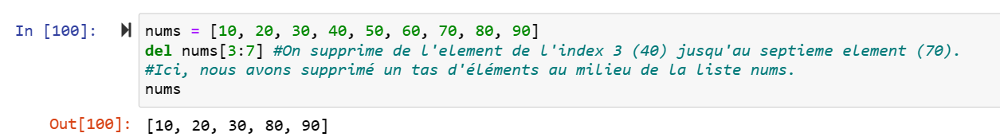 In [100]: nums = [10, 20, 30, 40, 50, 60, 70, 80, 90]
del nums[3:7] #On supprime de l'element de l'index 3 (40) jusqu'au septieme element (70).
#Ici, nous avons supprimé un tas d'éléments au milieu de la liste nums.
nums
Out[100]: [10, 20, 30, 80, 90]